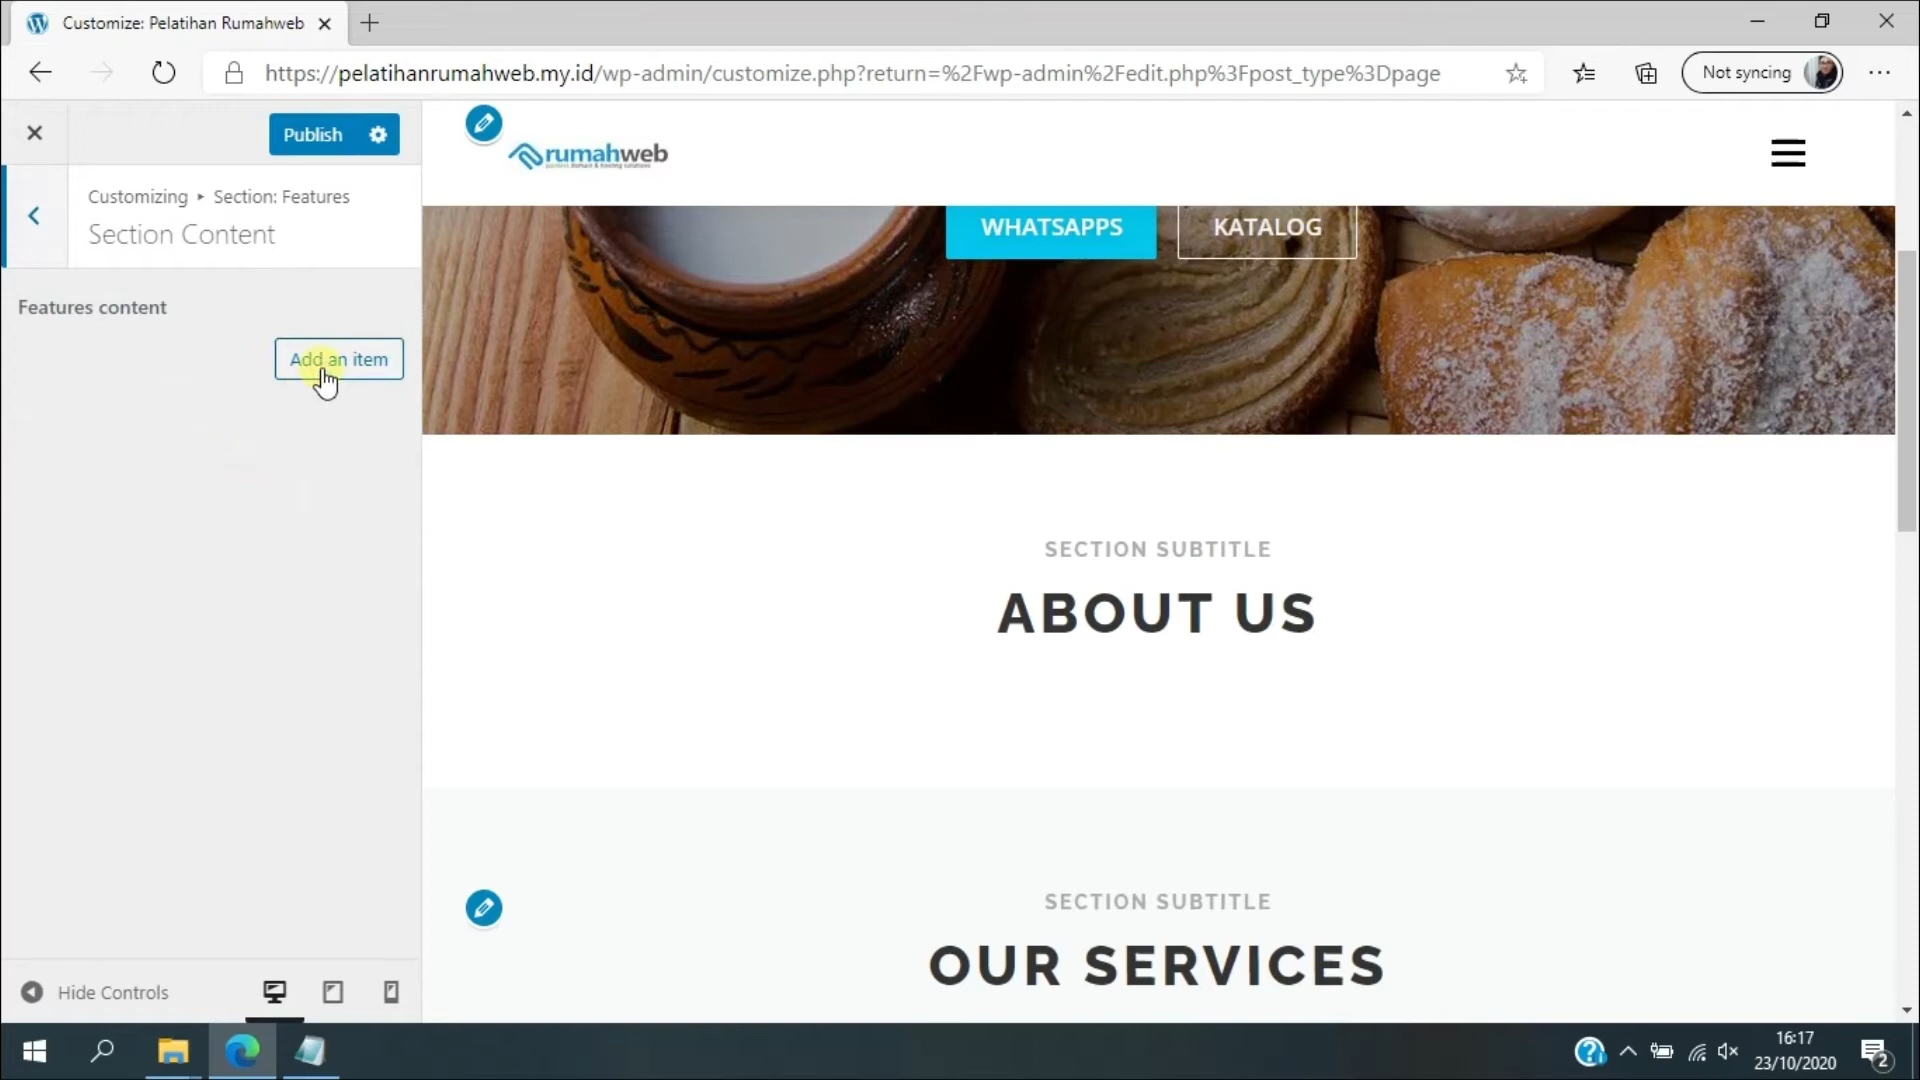 Customize: Pelatihan Rumahweb
https://pelatihanrumahweb.my.id/wp-admin/customize.php?return=%2Fwp-admin%2Fedit.php%3Fpost_type%3Dpage
Not syncing
Publish
Customizing ▸ Section: Features
Section Content
Features content
Add an item
Hide Controls
rumahweb
WHATSAPPS
KATALOG
SECTION SUBTITLE
ABOUT US
SECTION SUBTITLE
OUR SERVICES
16:17
23/10/2020
2